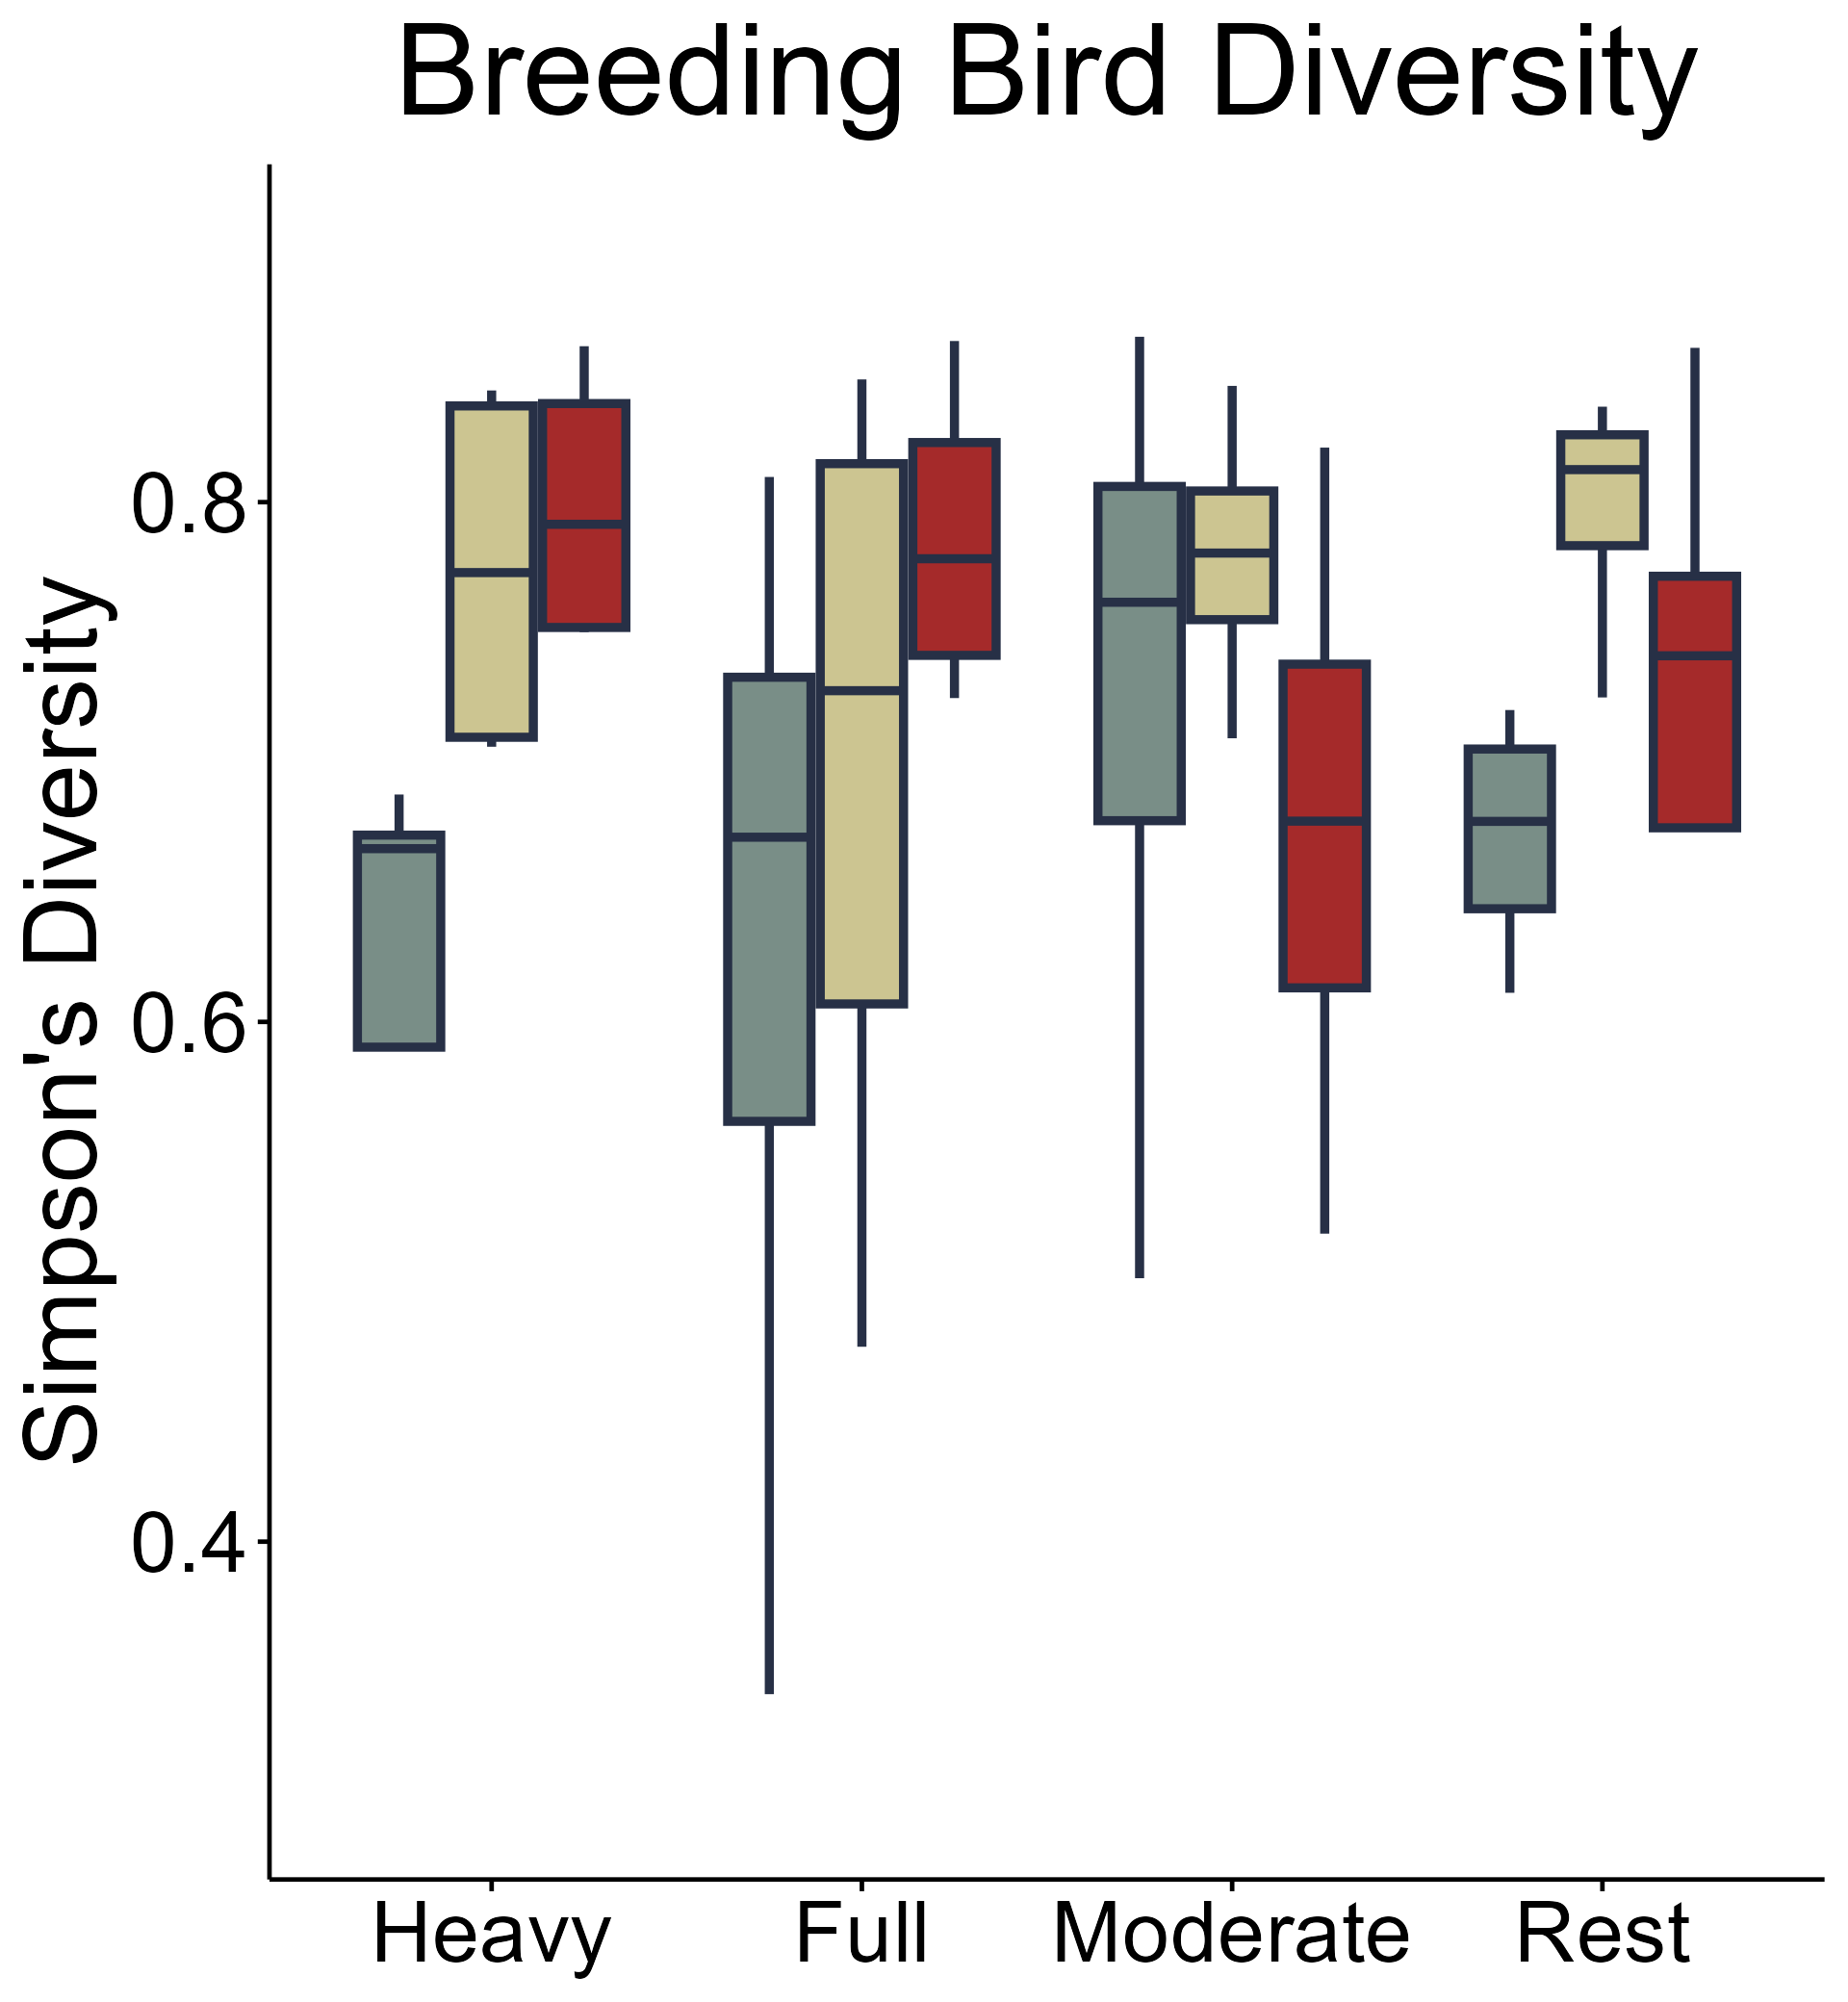 Breeding Bird Diversity
Simpson's Diversity
0.8
0.6
0.4
Heavy
Full
Moderate
Rest